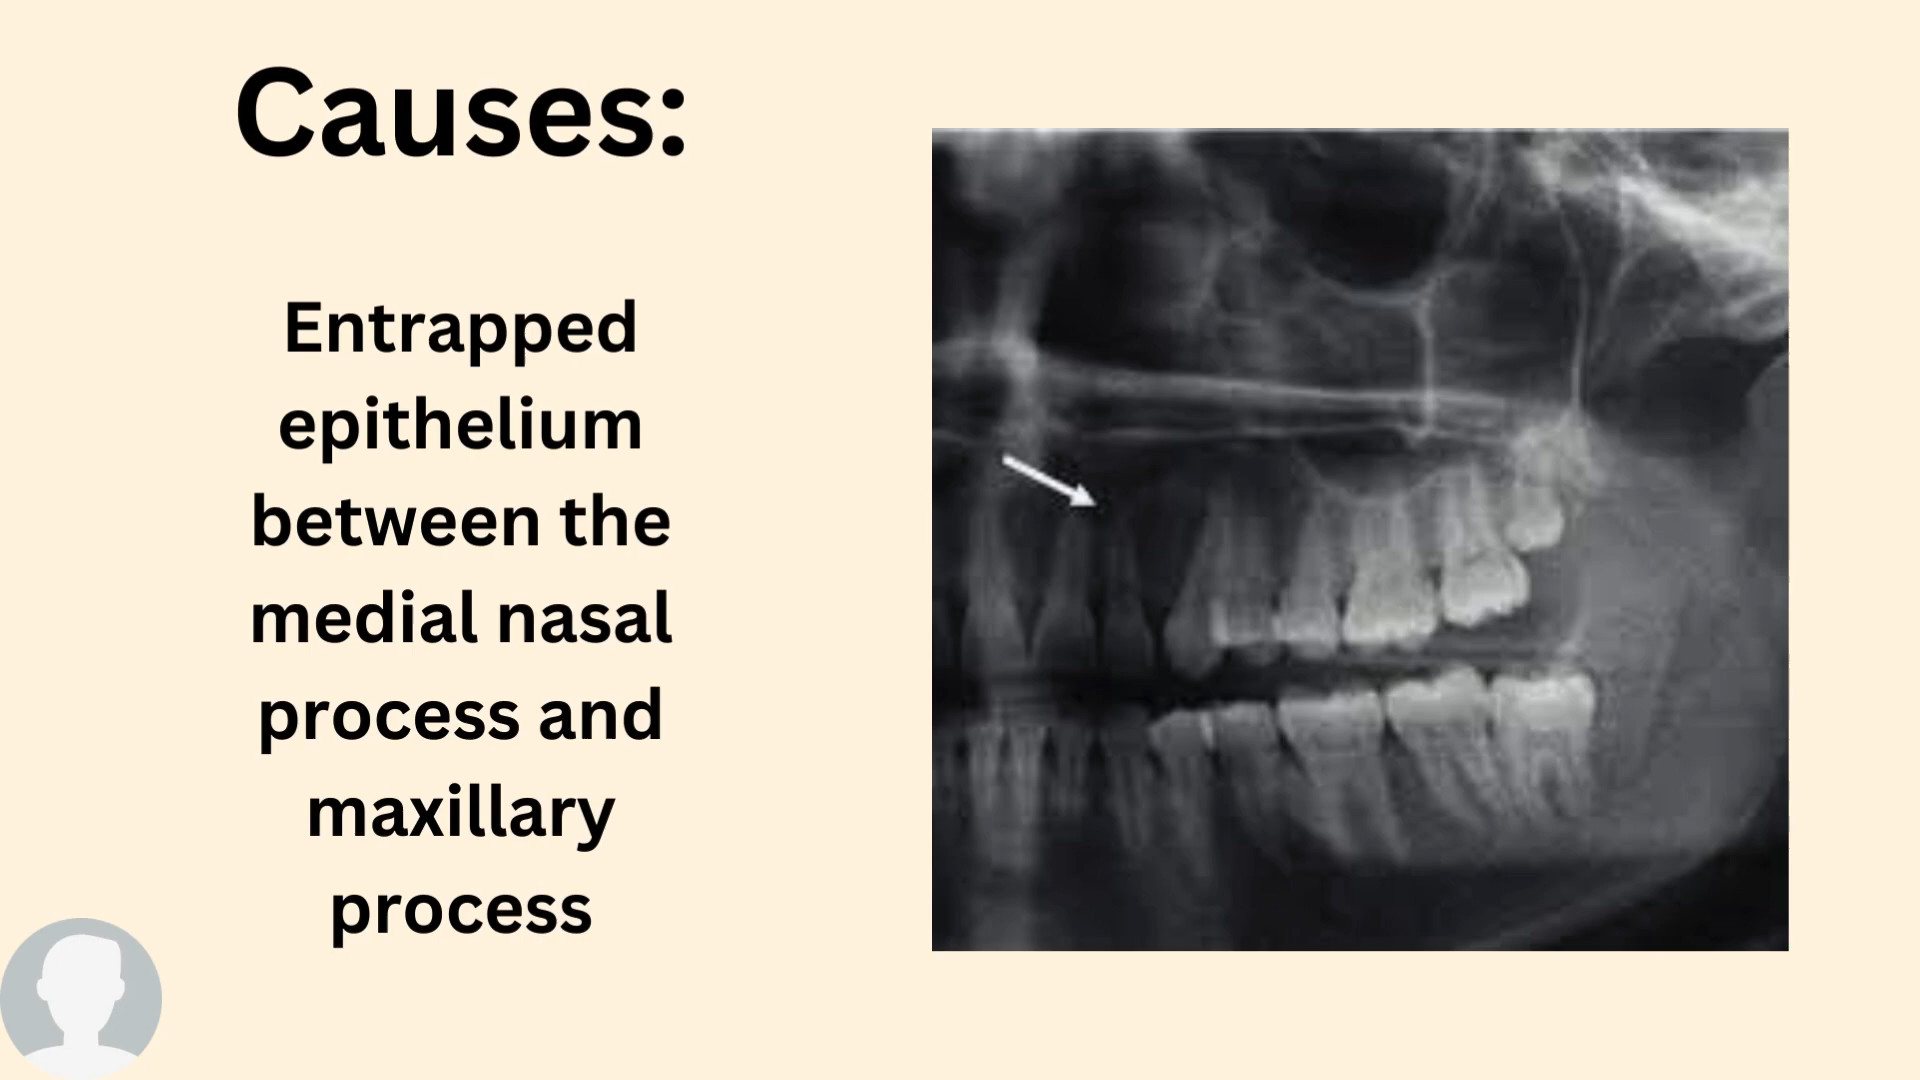 Causes:
Entrapped
epithelium
between the
medial nasal
process and
maxillary
process